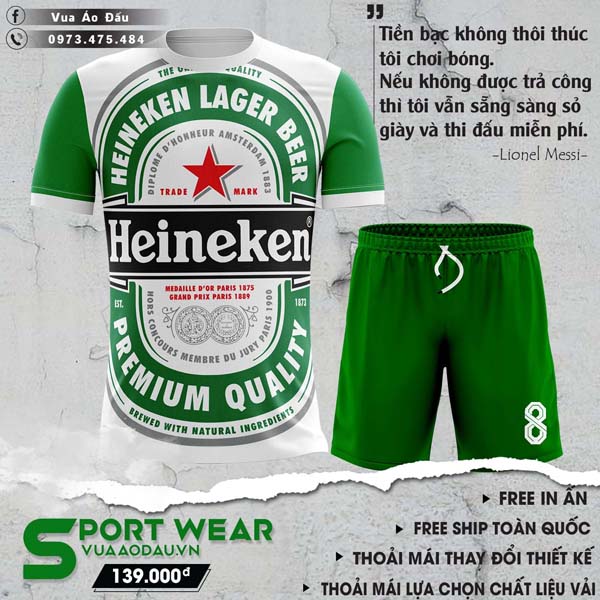 Vua Áo Đấu
0973.475.484
Tiền bạc không thôi thúc
tôi chơi bóng.
Nếu không được trả công
thì tôi vẫn sẵng sàng sỏ
giày và thi đấu miễn phí.
-Lionel Messi-
HEINEKEN LAGER BEER
DIPLOME D'HONNEUR AMSTERDAM 1883
TRADE MARK
Heineken®
MEDAILLE D'OR PARIS 1875
GRAND PRIX PARIS 1889
EST. 1873
HORS CONCOURS MEMBRE DU JURY PARIS 1900
PREMIUM QUALITY
BREWED WITH NATURAL INGREDIENTS
8
SPORT WEAR
VUAAODAU.VN
139.000đ
FREE IN ẤN
FREE SHIP TOÀN QUỐC
THOẢI MÁI THAY ĐỔI THIẾT KẾ
THOẢI MÁI LỰA CHỌN CHẤT LIỆU VẢI